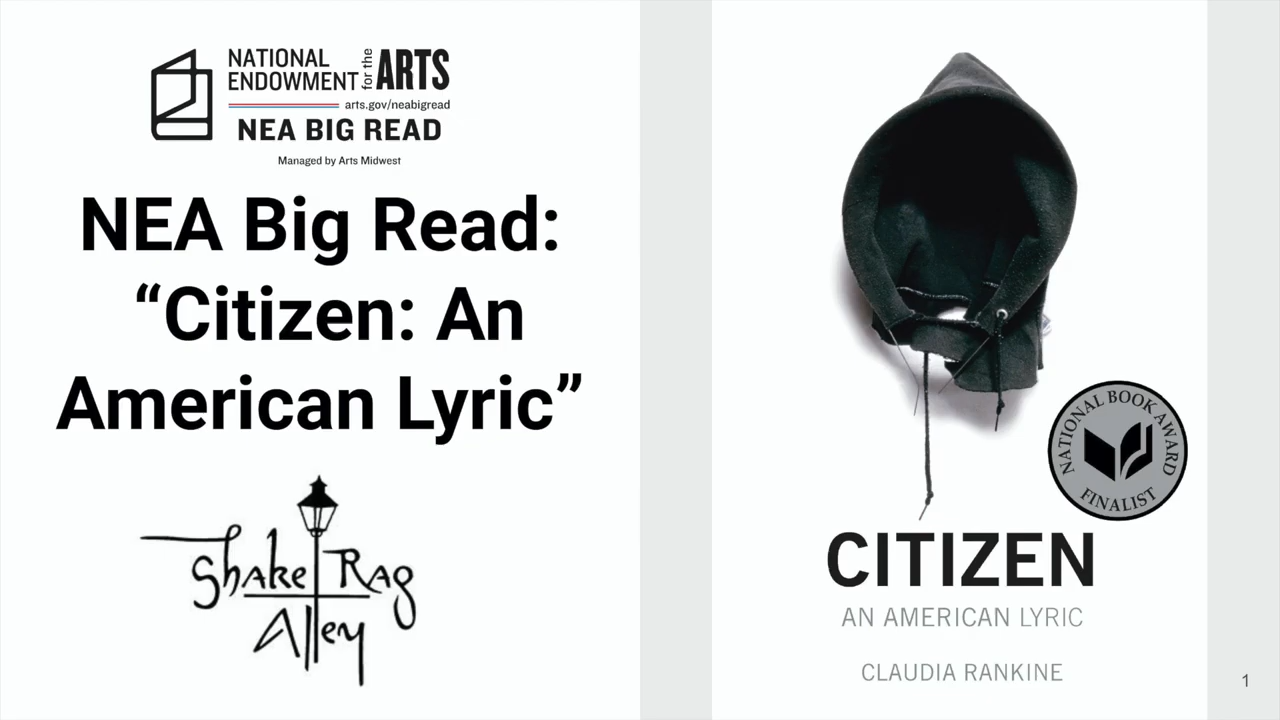 NATIONAL
ENDOWMENT for the ARTS
arts.gov/neabigread
NEA BIG READ
Managed by Arts Midwest
NEA Big Read:
“Citizen: An
American Lyric”
Shake Rag
Alley
NATIONAL BOOK AWARD
FINALIST
CITIZEN
AN AMERICAN LYRIC
CLAUDIA RANKINE
1